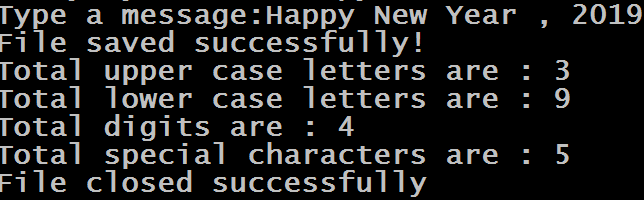 Type a message:Happy New Year , 2019
File saved successfully!
Total upper case letters are : 3
Total lower case letters are : 9
Total digits are : 4
Total special characters are : 5
File closed successfully